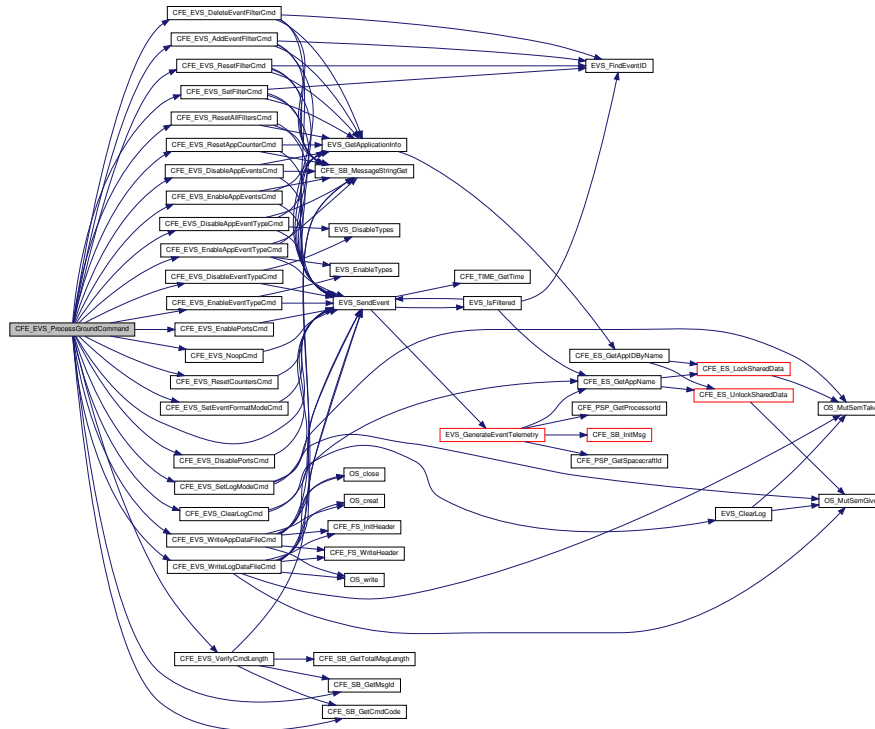 CFE_EVS_ProcessGroundCommand
CFE_EVS_DeleteEventFilterCmd
CFE_EVS_AddEventFilterCmd
CFE_EVS_ResetFilterCmd
CFE_EVS_SetFilterCmd
CFE_EVS_ResetAllFiltersCmd
CFE_EVS_ResetAppCounterCmd
CFE_EVS_DisableAppEventsCmd
CFE_EVS_EnableAppEventsCmd
CFE_EVS_DisableAppEventTypeCmd
CFE_EVS_EnableAppEventTypeCmd
CFE_EVS_DisableEventTypeCmd
CFE_EVS_EnableEventTypeCmd
CFE_EVS_EnablePortsCmd
CFE_EVS_NoopCmd
CFE_EVS_ResetCountersCmd
CFE_EVS_SetEventFormatModeCmd
CFE_EVS_DisablePortsCmd
CFE_EVS_SetLogModeCmd
CFE_EVS_ClearLogCmd
CFE_EVS_WriteAppDataFileCmd
CFE_EVS_WriteLogDataFileCmd
CFE_EVS_VerifyCmdLength
EVS_GetApplicationInfo
CFE_SB_MessageStringGet
EVS_DisableTypes
EVS_EnableTypes
EVS_SendEvent
OS_close
OS_creat
CFE_FS_InitHeader
CFE_FS_WriteHeader
OS_write
CFE_SB_GetTotalMsgLength
CFE_SB_GetMsgId
CFE_SB_GetCmdCode
CFE_TIME_GetTime
EVS_IsFiltered
EVS_GenerateEventTelemetry
EVS_FindEventID
CFE_ES_GetAppIDByName
CFE_ES_GetAppName
CFE_PSP_GetProcessorId
CFE_SB_InitMsg
CFE_PSP_GetSpacecraftId
CFE_ES_LockSharedData
CFE_ES_UnlockSharedData
EVS_ClearLog
OS_MutSemTake
OS_MutSemGive